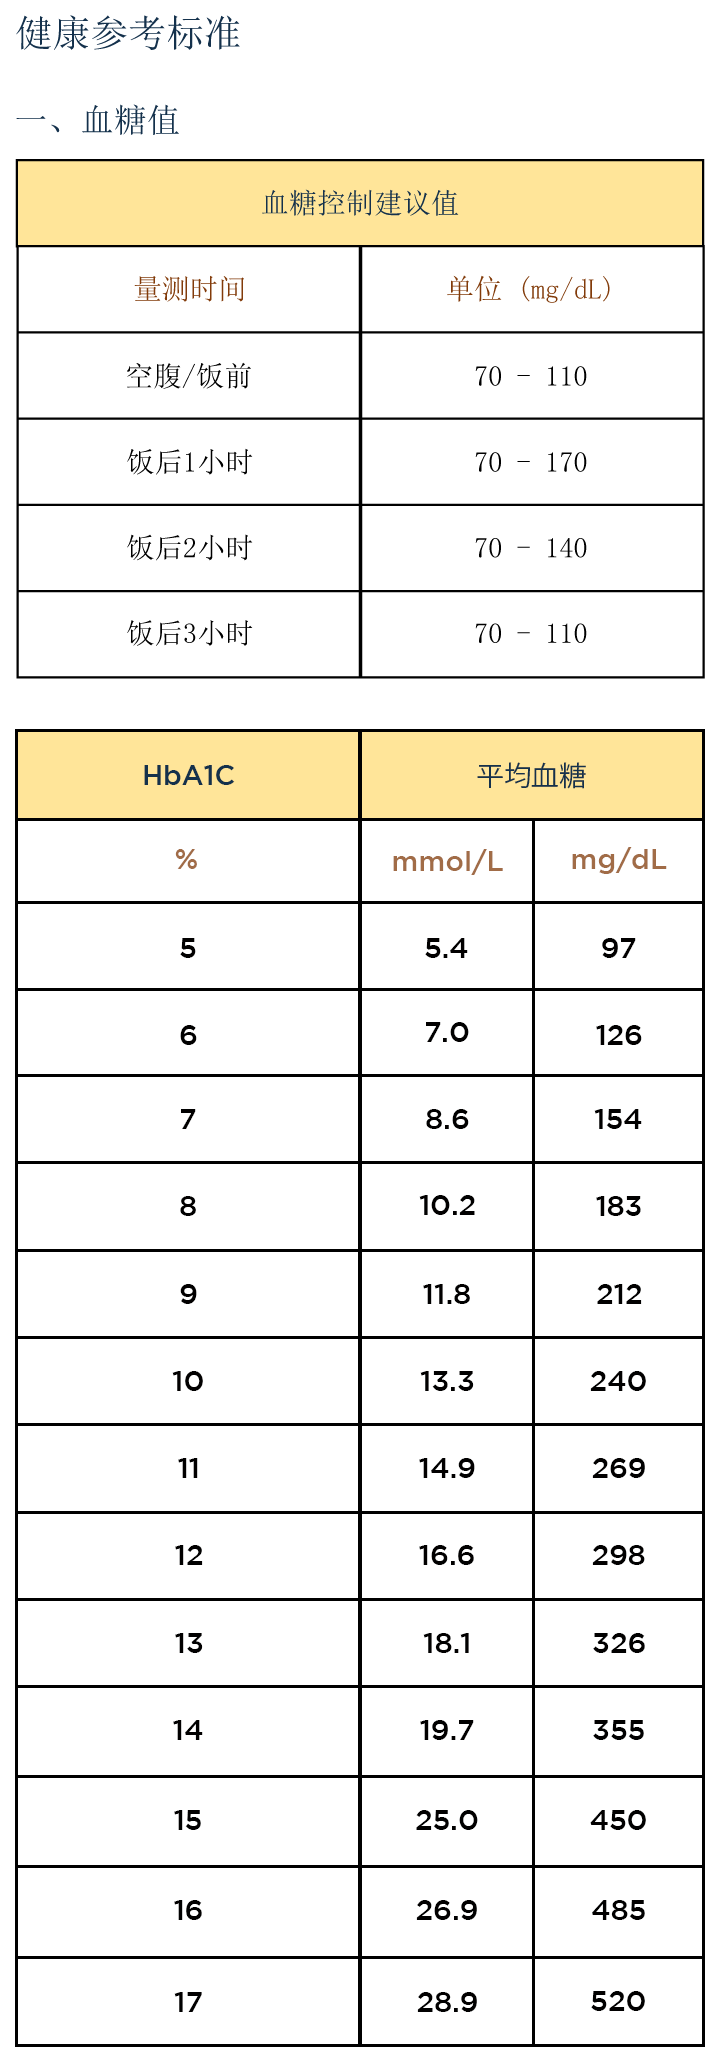 健康参考标准
一、血糖值
血糖控制建议值
量测时间 单位 (mg/dL)
空腹/饭前 70 - 110
饭后1小时 70 - 170
饭后2小时 70 - 140
饭后3小时 70 - 110
HbA1C 平均血糖
% mmol/L mg/dL
5 5.4 97
6 7.0 126
7 8.6 154
8 10.2 183
9 11.8 212
10 13.3 240
11 14.9 269
12 16.6 298
13 18.1 326
14 19.7 355
15 25.0 450
16 26.9 485
17 28.9 520